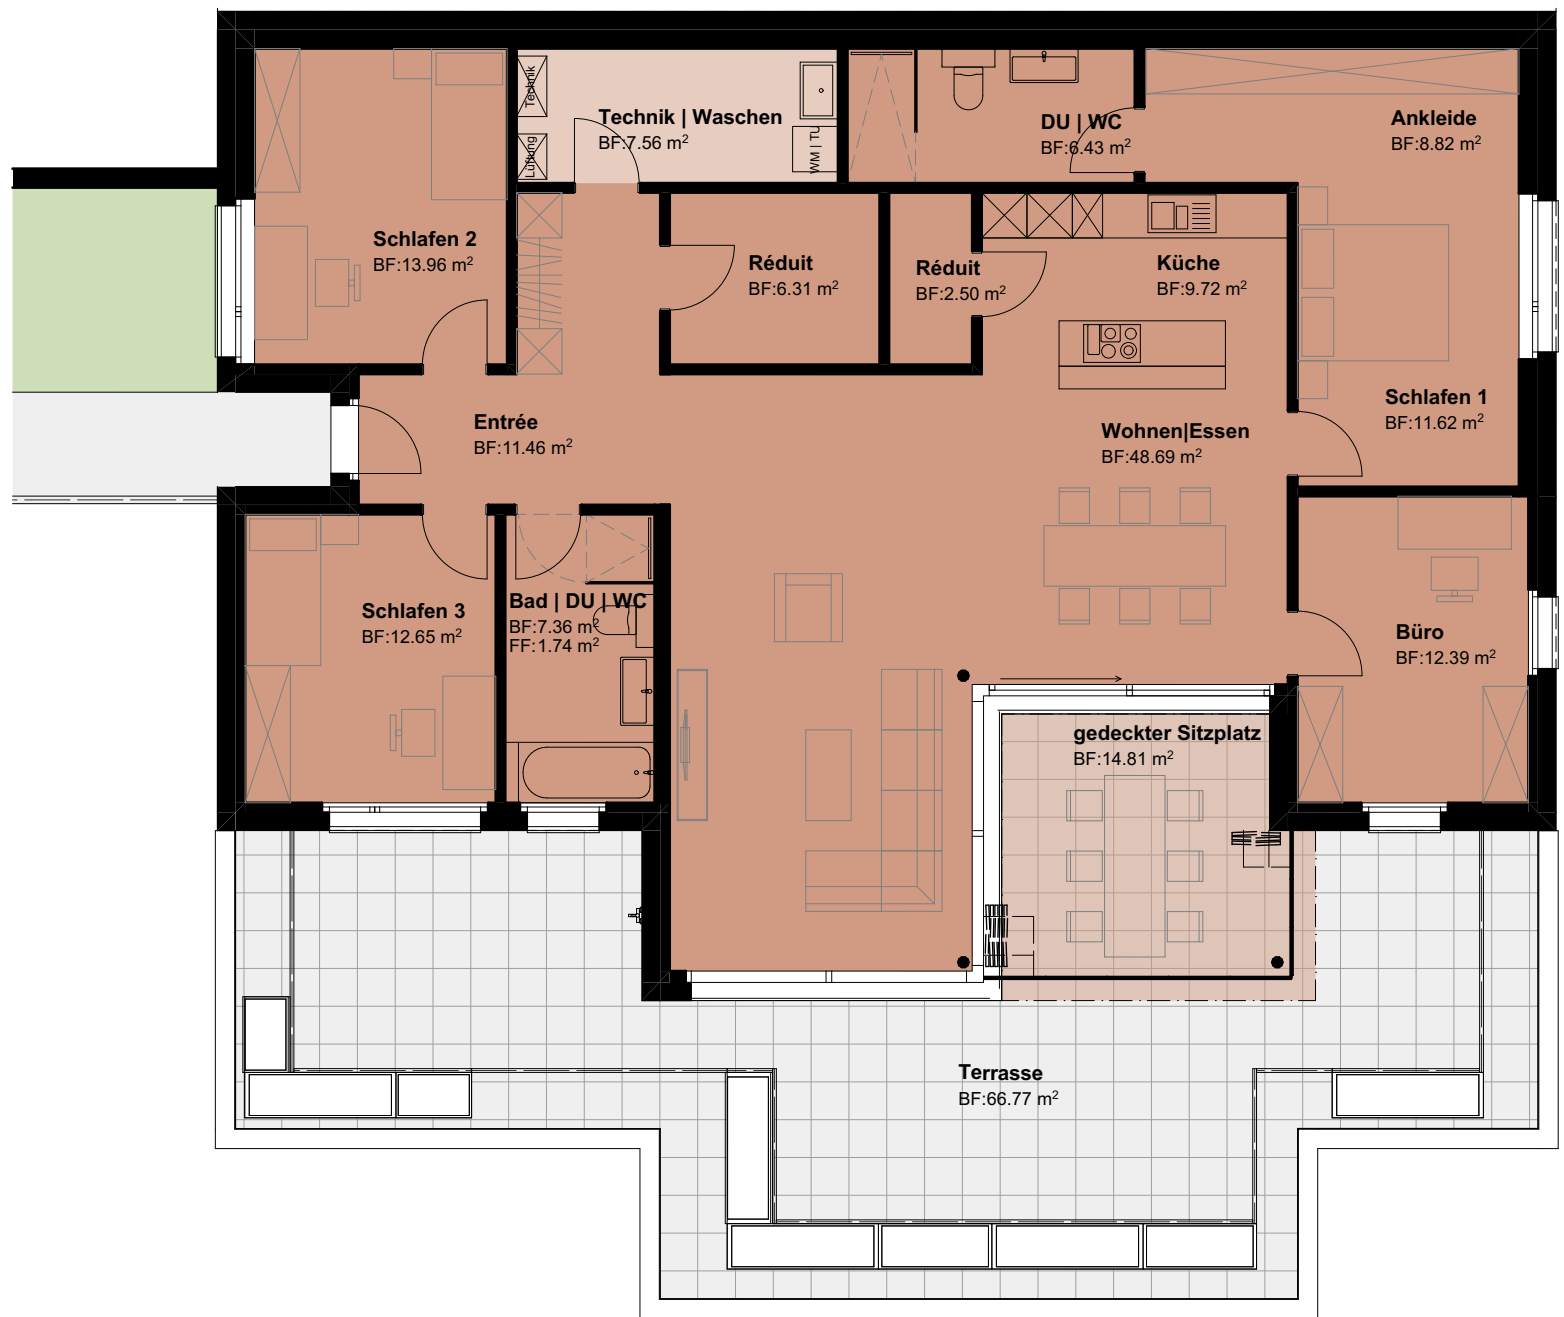 Technik
Lüftung
Technik | Waschen
BF:7.56 m²
WM | TU
DU | WC
BF:6.43 m²
Ankleide
BF:8.82 m²
Schlafen 2
BF:13.96 m²
Réduit
BF:6.31 m²
Réduit
BF:2.50 m²
Küche
BF:9.72 m²
Schlafen 1
BF:11.62 m²
Entrée
BF:11.46 m²
Wohnen|Essen
BF:48.69 m²
Schlafen 3
BF:12.65 m²
Bad | DU | WC
BF:7.36 m²
FF:1.74 m²
Büro
BF:12.39 m²
gedeckter Sitzplatz
BF:14.81 m²
Terrasse
BF:66.77 m²